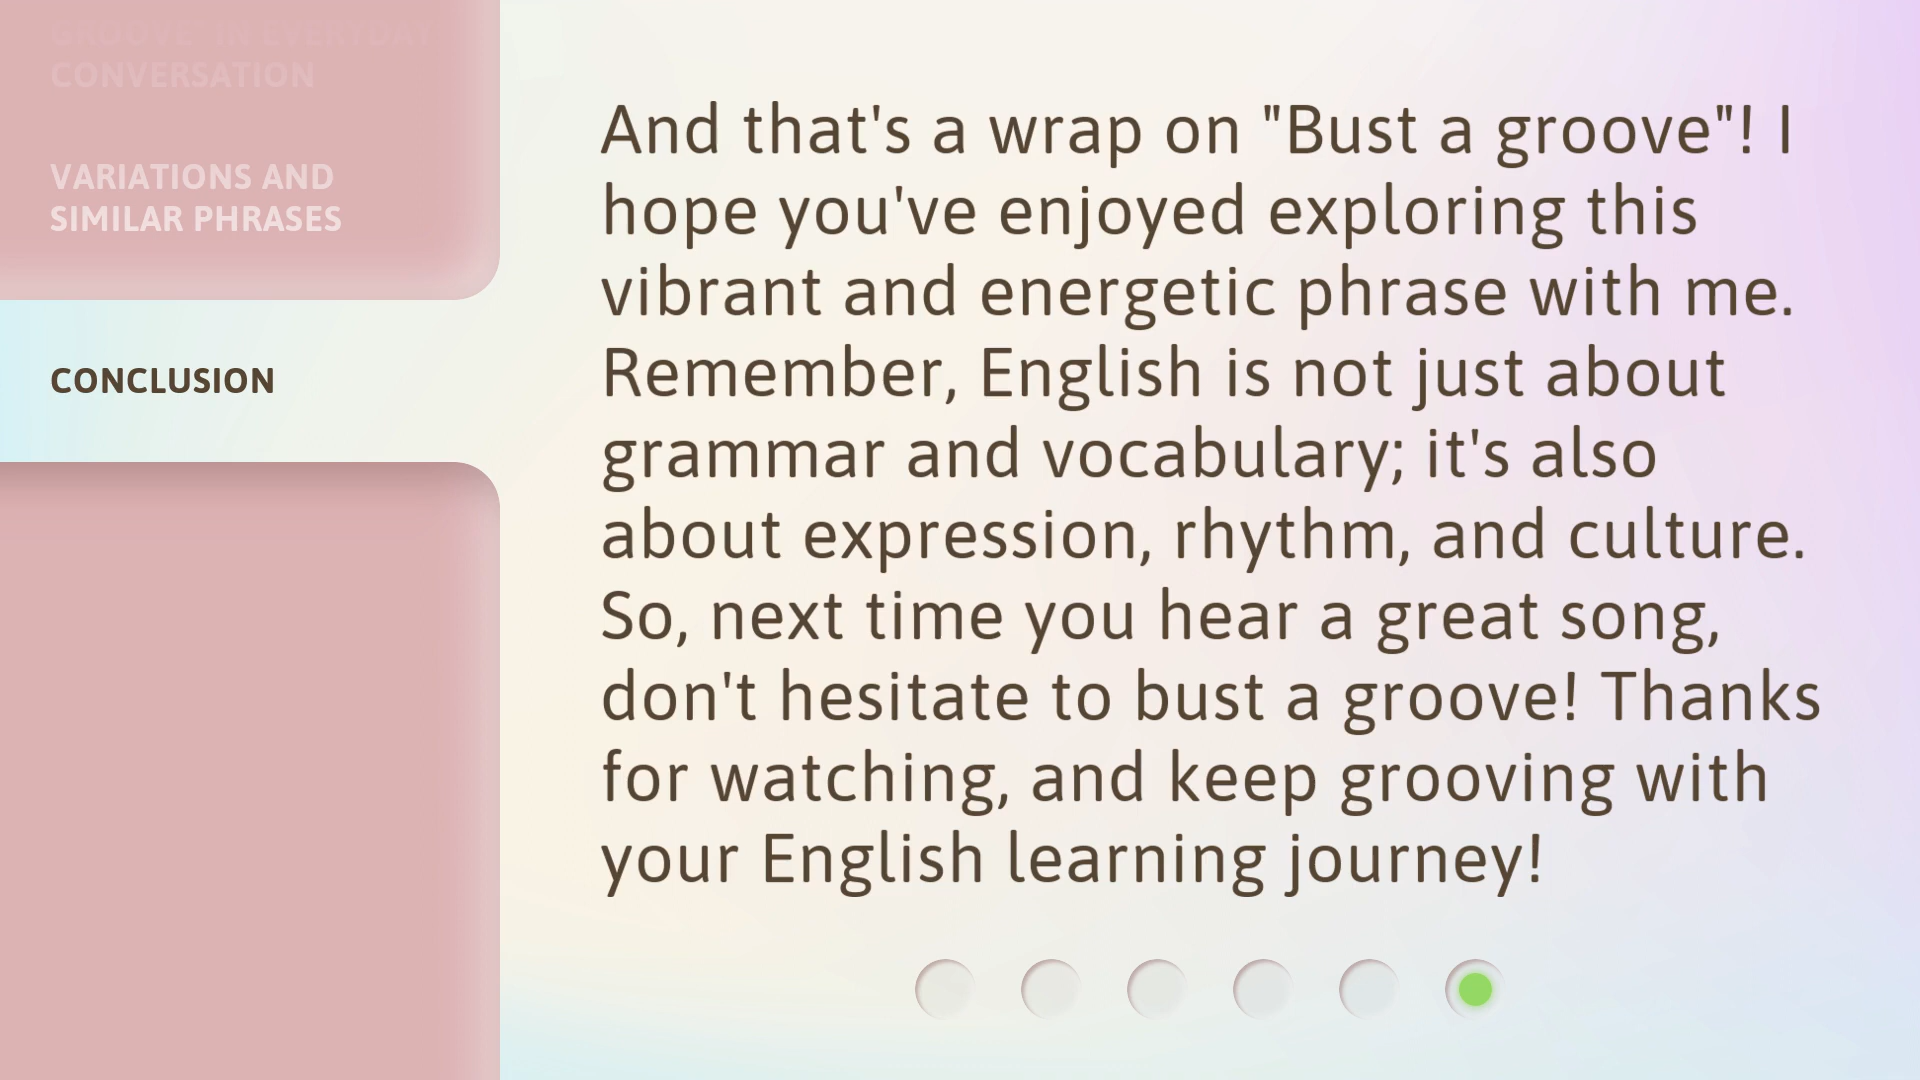 GROOVE" IN EVERYDAY
CONVERSATION
VARIATIONS AND
SIMILAR PHRASES
CONCLUSION
And that's a wrap on "Bust a groove"! I
hope you've enjoyed exploring this
vibrant and energetic phrase with me.
Remember, English is not just about
grammar and vocabulary; it's also
about expression, rhythm, and culture.
So, next time you hear a great song,
don't hesitate to bust a groove! Thanks
for watching, and keep grooving with
your English learning journey!